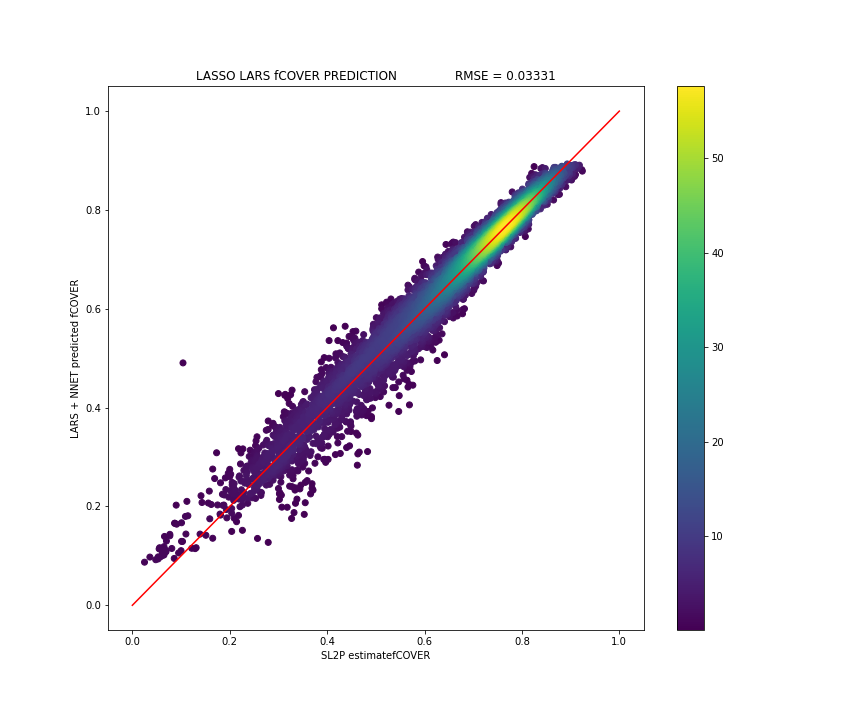 LASSO LARS fCOVER PREDICTION RMSE = 0.03331
1.0
0.8
0.6
0.4
0.2
0.0
LARS + NNET predicted fCOVER
0.0 0.2 0.4 0.6 0.8 1.0
SL2P estimatefCOVER
50
40
30
20
10